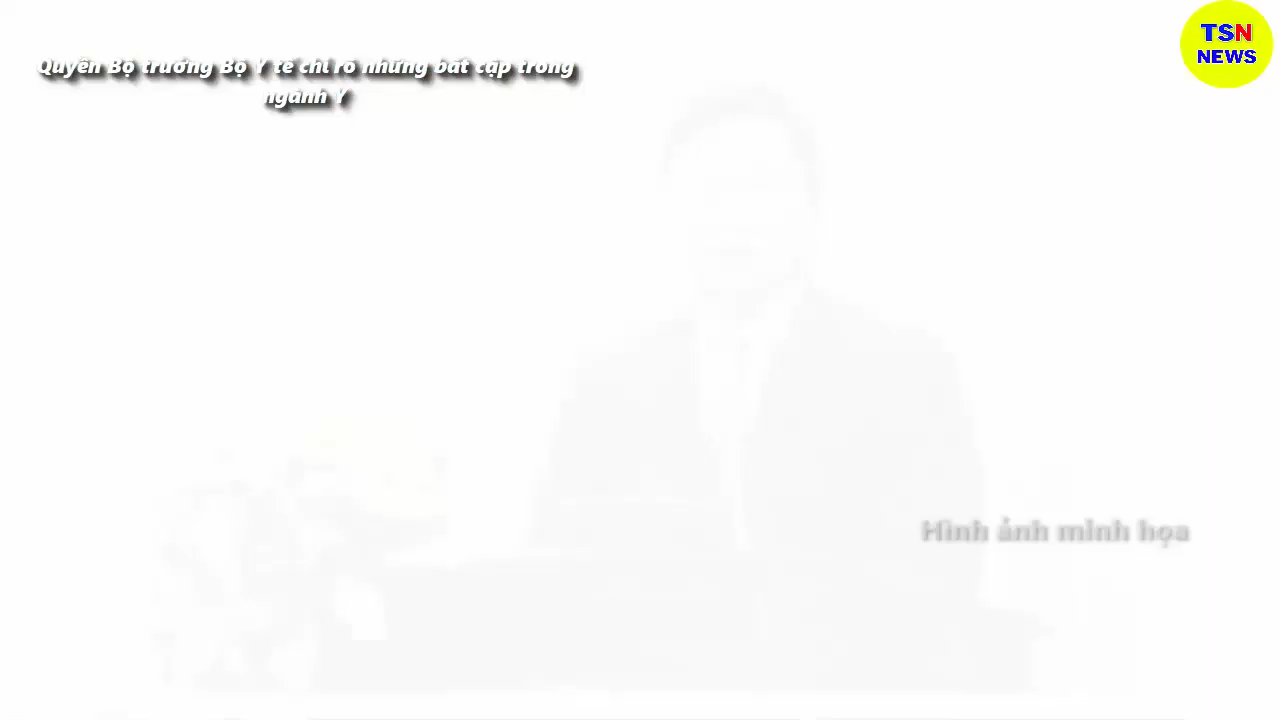 Quyền Bộ trưởng Bộ Y tế chỉ rõ những bất cập trong
ngành Y
TSN
NEWS
Hình ảnh minh họa